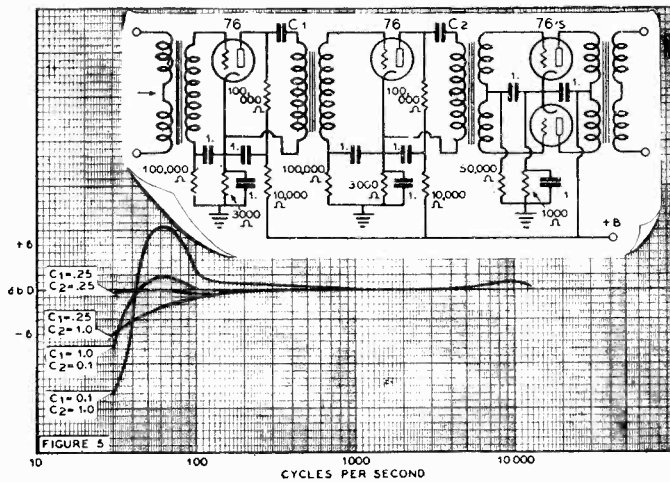 76 C1 76 C2 76's
100,000 Ω 100,000 Ω
1. 1.
1. 1. 1. 1.
100,000 Ω 100,000 Ω 50,000 Ω
3000 Ω 1. 10,000 Ω 3000 Ω 1. 10,000 Ω 1000 Ω 1.
+B
+6
C1=.25
C2=.25
db 0
C1=.25
C2=1.0
-6
C1=1.0
C2=0.1
C1=0.1
C2=1.0
FIGURE 5
10 100 1000 10 000
CYCLES PER SECOND